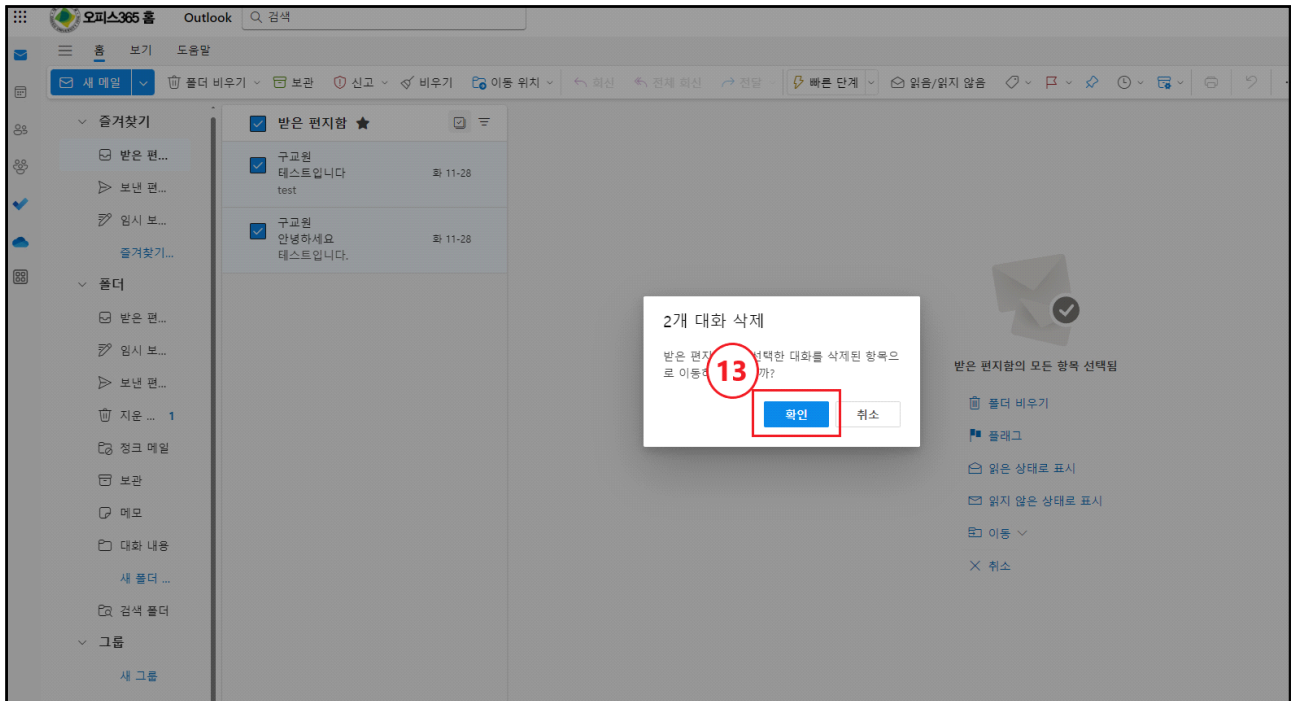 오피스365 홈 Outlook 검색
홈 보기 도움말
새 메일 폴더 비우기 보관 신고 비우기 이동 위치 회신 전체 회신 전달 빠른 단계 읽음/읽지 않음
즐겨찾기
받은 편...
보낸 편...
임시 보...
즐겨찾기...
폴더
받은 편...
임시 보...
보낸 편...
지운 ... 1
정크 메일
보관
메모
대화 내용
새 폴더 ...
검색 폴더
그룹
새 그룹
받은 편지함 ★
구교원
테스트입니다 화 11-28
test
구교원
안녕하세요 화 11-28
테스트입니다.
2개 대화 삭제
받은 편지 선택한 대화를 삭제된 항목으
로 이동하 까?
13
확인 취소
받은 편지함의 모든 항목 선택됨
폴더 비우기
플래그
읽은 상태로 표시
읽지 않은 상태로 표시
이동
취소